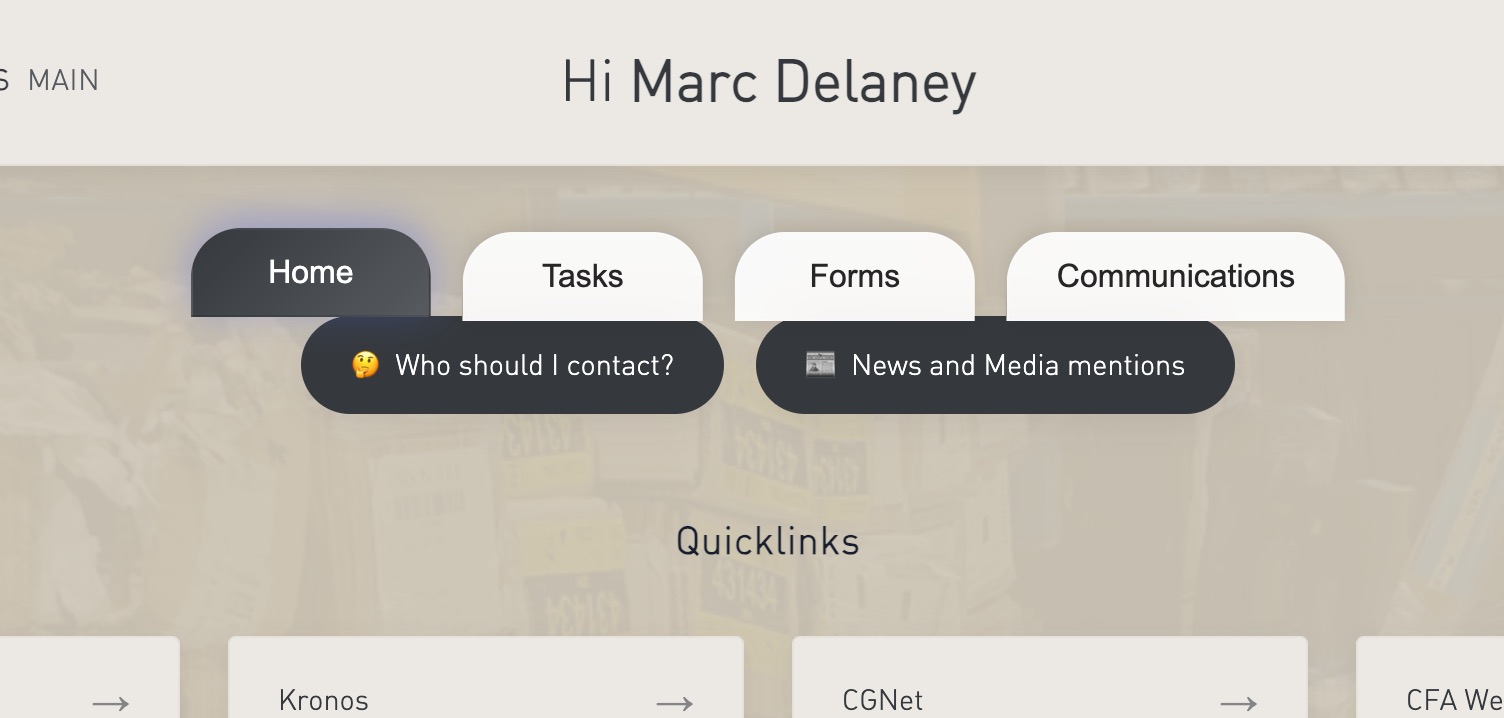 S MAIN
Hi Marc Delaney
Home Tasks Forms Communications
🤔 Who should I contact? 📰 News and Media mentions
Quicklinks
→ Kronos → CGNet → CFA We